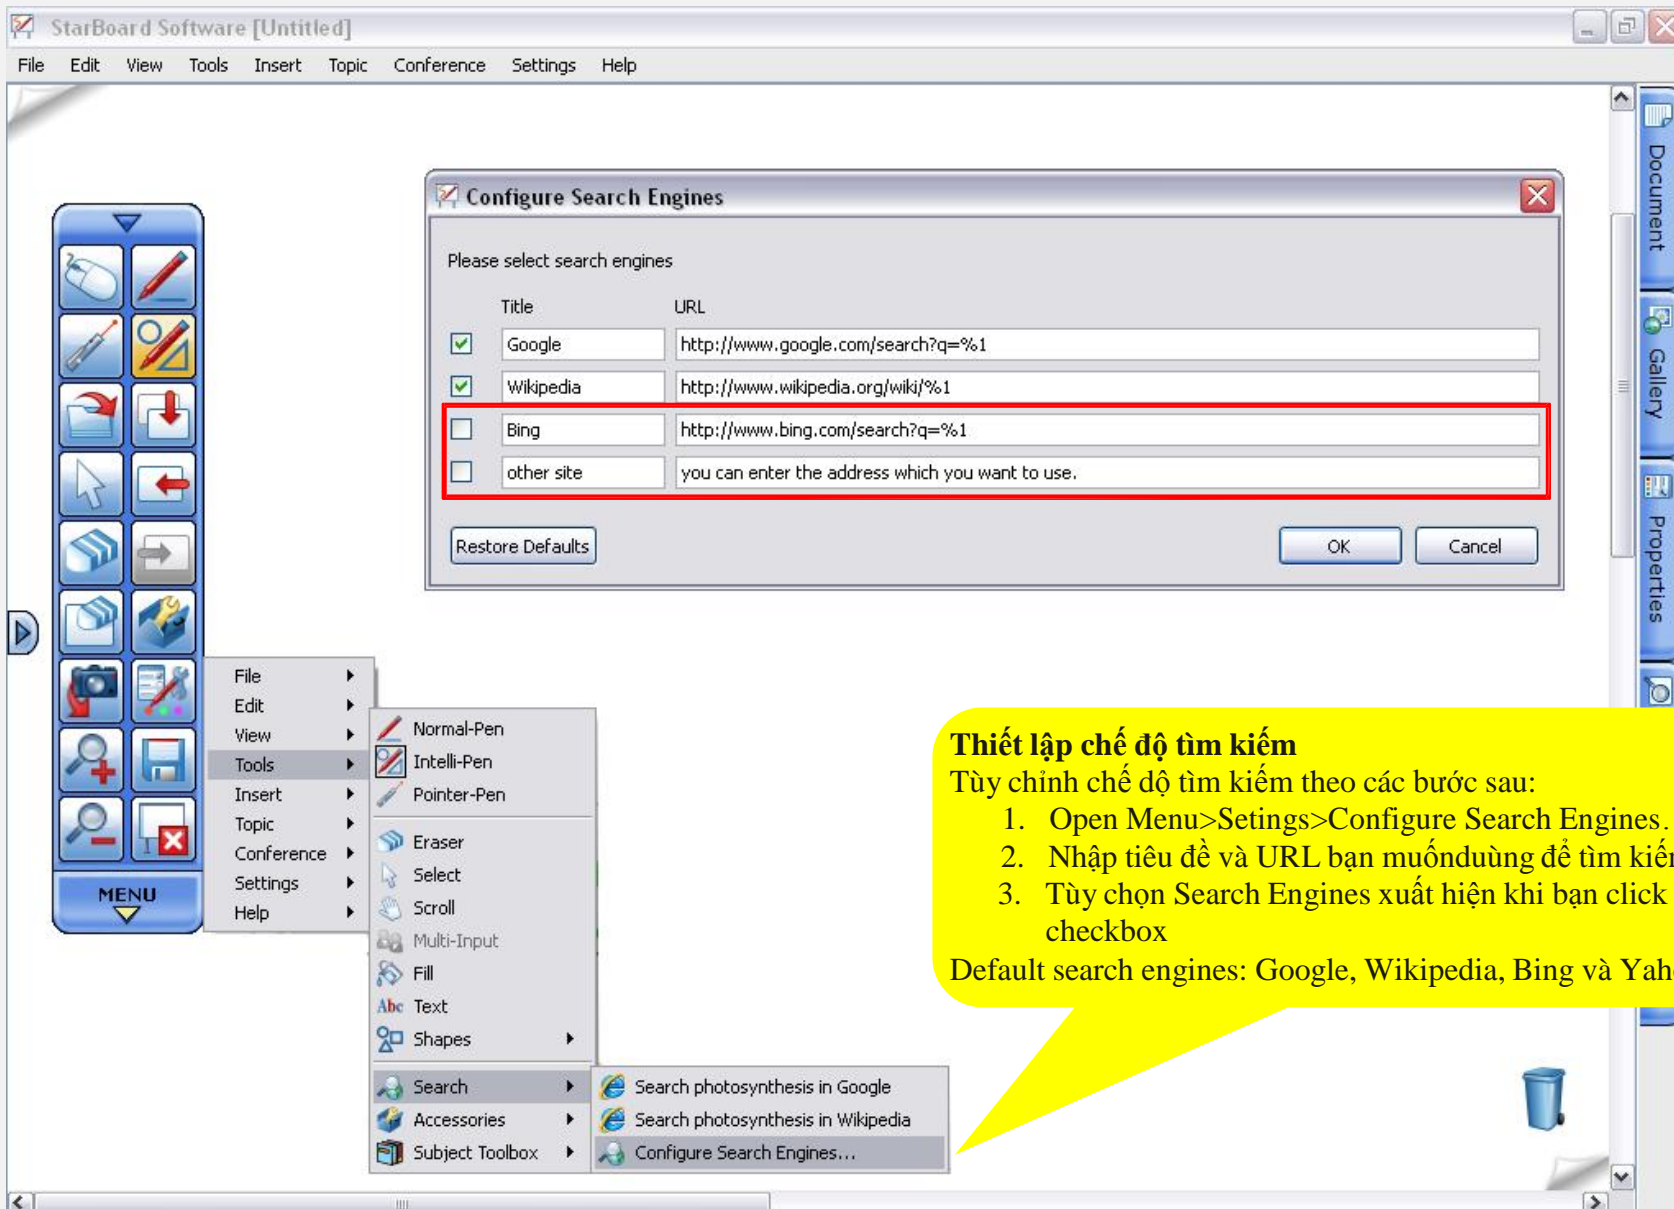 StarBoard Software [Untitled]
File Edit View Tools Insert Topic Conference Settings Help
Configure Search Engines
Please select search engines
Title URL
Google http://www.google.com/search?q=%1
Wikipedia http://www.wikipedia.org/wiki/%1
Bing http://www.bing.com/search?q=%1
other site you can enter the address which you want to use.
Restore Defaults OK Cancel
Document
Gallery
Properties
MENU
File
Edit
View
Tools
Insert
Topic
Conference
Settings
Help
Normal-Pen
Intelli-Pen
Pointer-Pen
Eraser
Select
Scroll
Multi-Input
Fill
Abc Text
Shapes
Search
Accessories
Subject Toolbox
Search photosynthesis in Google
Search photosynthesis in Wikipedia
Configure Search Engines...
Thiết lập chế độ tìm kiếm
Tùy chỉnh chế dộ tìm kiếm theo các bước sau:
1. Open Menu>Setings>Configure Search Engines.
2. Nhập tiêu đề và URL bạn muốnduùng để tìm
3. Tùy chọn Search Engines xuất hiện khi bạn click
checkbox
Default search engines: Google, Wikipedia, Bing và